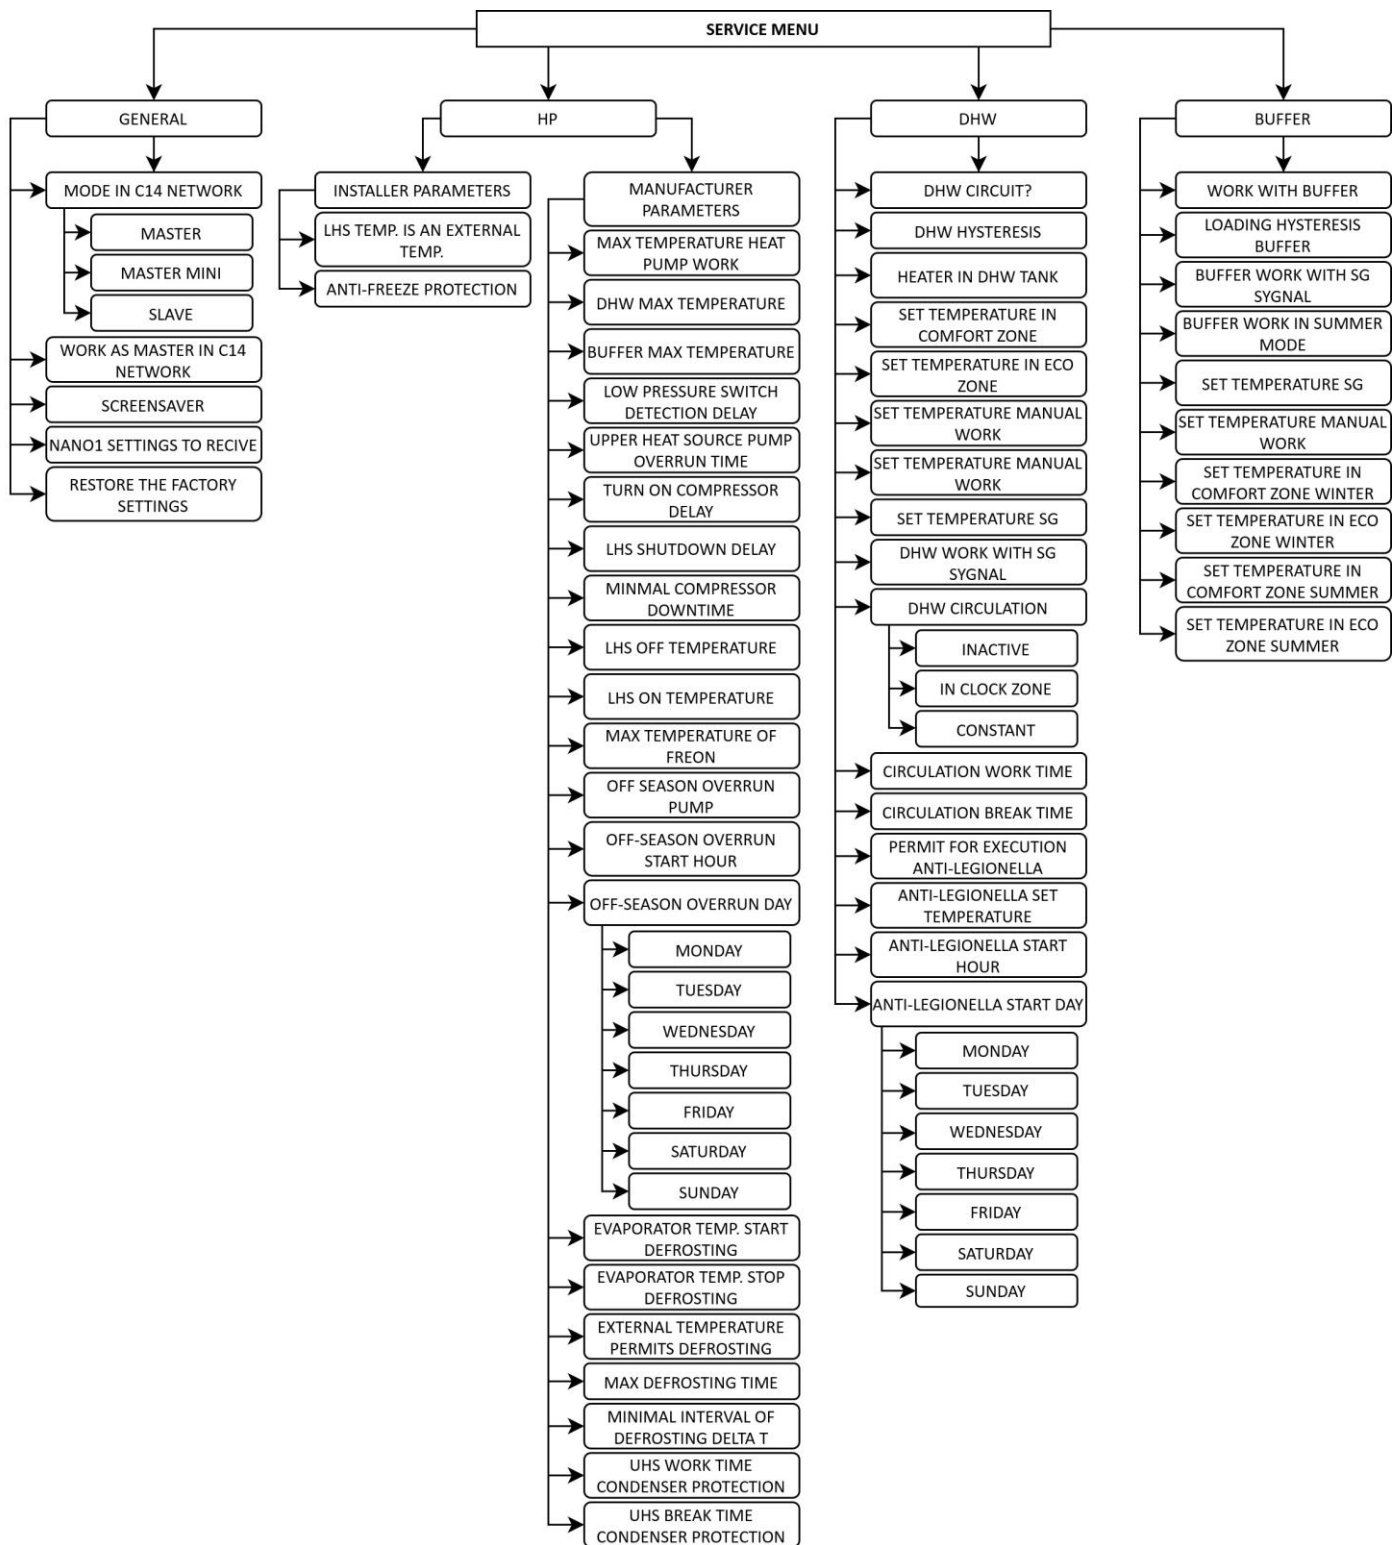 SERVICE MENU
GENERAL
MODE IN C14 NETWORK
MASTER
MASTER MINI
SLAVE
WORK AS MASTER IN C14
NETWORK
SCREENSAVER
NANO1 SETTINGS TO RECIVE
RESTORE THE FACTORY
SETTINGS
HP
INSTALLER PARAMETERS
LHS TEMP. IS AN EXTERNAL
TEMP.
ANTI-FREEZE PROTECTION
MANUFACTURER
PARAMETERS
MAX TEMPERATURE HEAT
PUMP WORK
DHW MAX TEMPERATURE
BUFFER MAX TEMPERATURE
LOW PRESSURE SWITCH
DETECTION DELAY
UPPER HEAT SOURCE PUMP
OVERRUN TIME
TURN ON COMPRESSOR
DELAY
LHS SHUTDOWN DELAY
MINMAL COMPRESSOR
DOWNTIME
LHS OFF TEMPERATURE
LHS ON TEMPERATURE
MAX TEMPERATURE OF
FREON
OFF SEASON OVERRUN
PUMP
OFF-SEASON OVERRUN
START HOUR
OFF-SEASON OVERRUN DAY
MONDAY
TUESDAY
WEDNESDAY
THURSDAY
FRIDAY
SATURDAY
SUNDAY
EVAPORATOR TEMP. START
DEFROSTING
EVAPORATOR TEMP. STOP
DEFROSTING
EXTERNAL TEMPERATURE
PERMITS DEFROSTING
MAX DEFROSTING TIME
MINIMAL INTERVAL OF
DEFROSTING DELTA T
UHS WORK TIME
CONDENSER PROTECTION
UHS BREAK TIME
CONDENSER PROTECTION
DHW
DHW CIRCUIT?
DHW HYSTERESIS
HEATER IN DHW TANK
SET TEMPERATURE IN
COMFORT ZONE
SET TEMPERATURE IN ECO
ZONE
SET TEMPERATURE MANUAL
WORK
SET TEMPERATURE MANUAL
WORK
SET TEMPERATURE SG
DHW WORK WITH SG
SYGNAL
DHW CIRCULATION
INACTIVE
IN CLOCK ZONE
CONSTANT
CIRCULATION WORK TIME
CIRCULATION BREAK TIME
PERMIT FOR EXECUTION
ANTI-LEGIONELLA
ANTI-LEGIONELLA SET
TEMPERATURE
ANTI-LEGIONELLA START
HOUR
ANTI-LEGIONELLA START DAY
MONDAY
TUESDAY
WEDNESDAY
THURSDAY
FRIDAY
SATURDAY
SUNDAY
BUFFER
WORK WITH BUFFER
LOADING HYSTERESIS
BUFFER
BUFFER WORK WITH SG
SYGNAL
BUFFER WORK IN SUMMER
MODE
SET TEMPERATURE SG
SET TEMPERATURE MANUAL
WORK
SET TEMPERATURE IN
COMFORT ZONE WINTER
SET TEMPERATURE IN ECO
ZONE WINTER
SET TEMPERATURE IN
COMFORT ZONE SUMMER
SET TEMPERATURE IN ECO
ZONE SUMMER